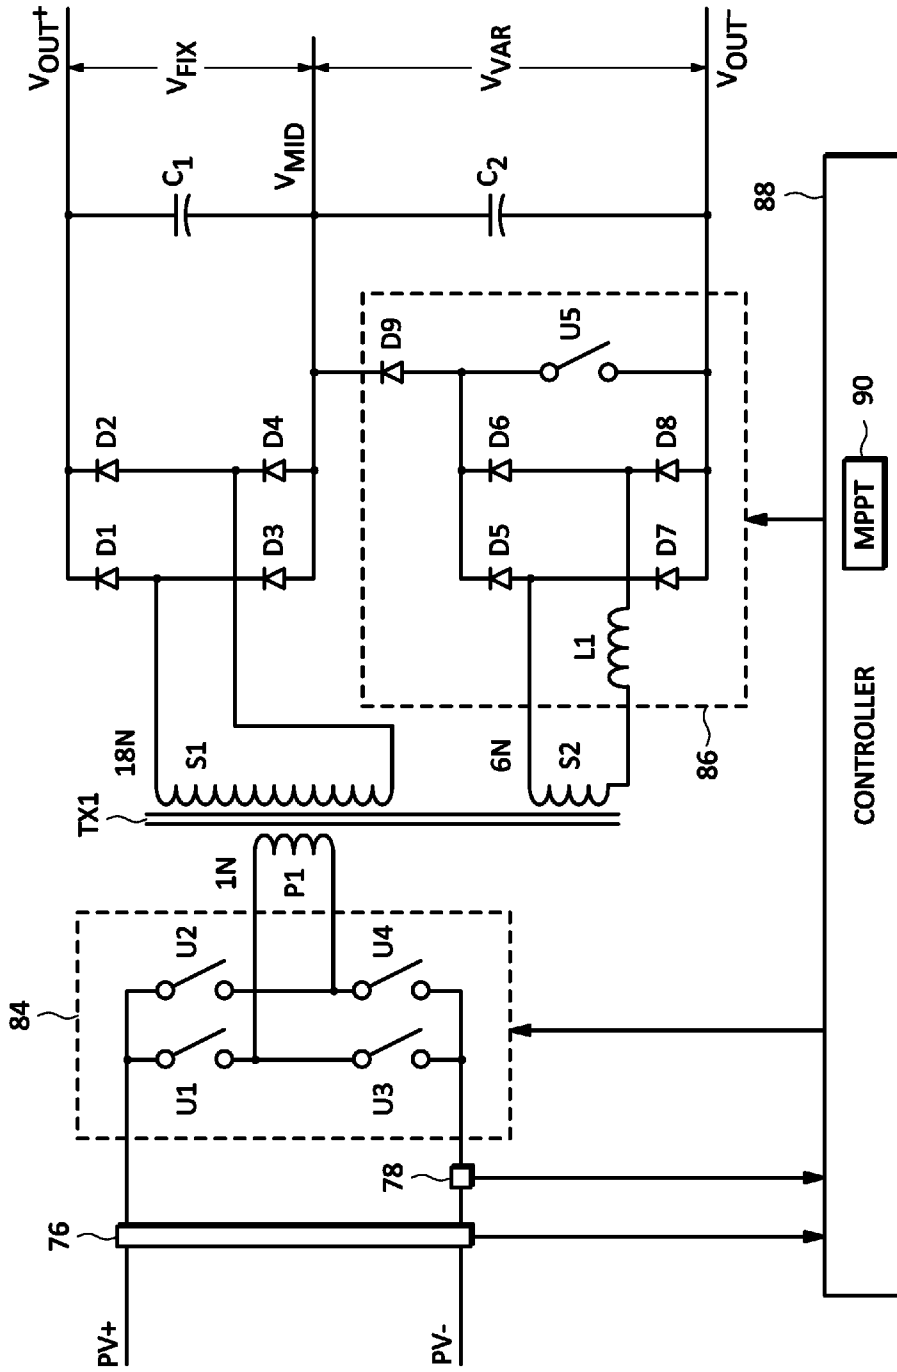 PV+
PV-
76
78
84
U1
U2
U3
U4
1N
P1
TX1
18N
S1
6N
S2
L1
86
D1
D2
D3
D4
D5
D6
D7
D8
D9
U5
C1
C2
VOUT+
VFIX
VMID
VVAR
VOUT-
88
CONTROLLER
MPPT
90